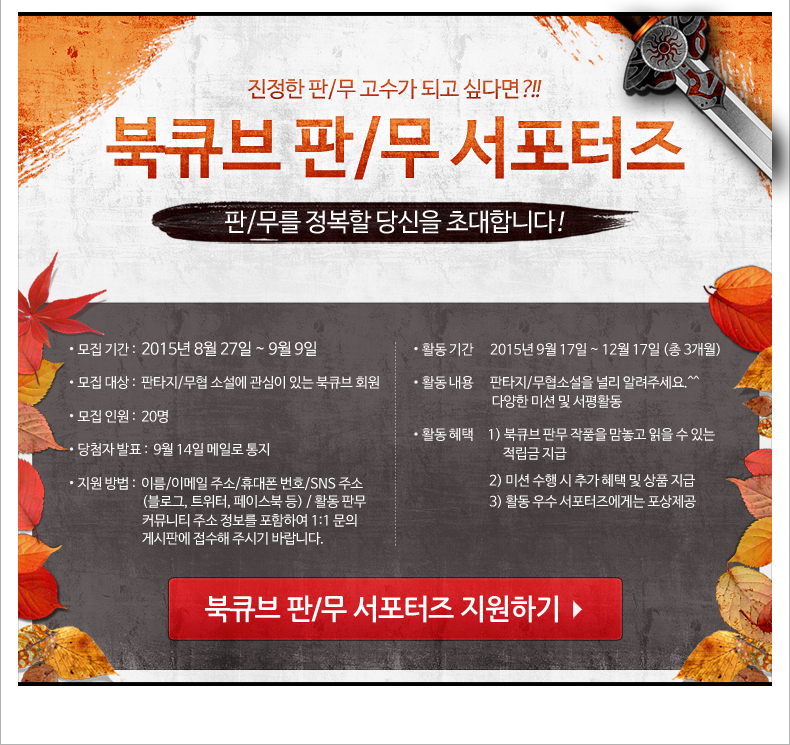 진정한 판/무 고수가 되고 싶다면?!!
북큐브 판/무 서포터즈
판/무를 정복할 당신을 초대합니다!
• 모집 기간 : 2015년 8월 27일 ~ 9월 9일
• 모집 대상 : 판타지/무협 소설에 관심이 있는 북큐브 회원
• 모집 인원 : 20명
• 당첨자 발표 : 9월 14일 메일로 통지
• 지원 방법 : 이름/이메일 주소/휴대폰 번호/SNS 주소
(블로그, 트위터, 페이스북 등) / 활동 판무
커뮤니티 주소 정보를 포함하여 1:1 문의
게시판에 접수해 주시기 바랍니다.
• 활동 기간 2015년 9월 17일 ~ 12월 17일 (총 3개월)
• 활동 내용 판타지/무협소설을 널리 알려주세요.^^
다양한 미션 및 서평활동
• 활동 혜택 1) 북큐브 판무 작품을 맘놓고 읽을 수 있는
적립금 지급
2) 미션 수행 시 추가 혜택 및 상품 지급
3) 활동 우수 서포터즈에게는 포상제공
북큐브 판/무 서포터즈 지원하기